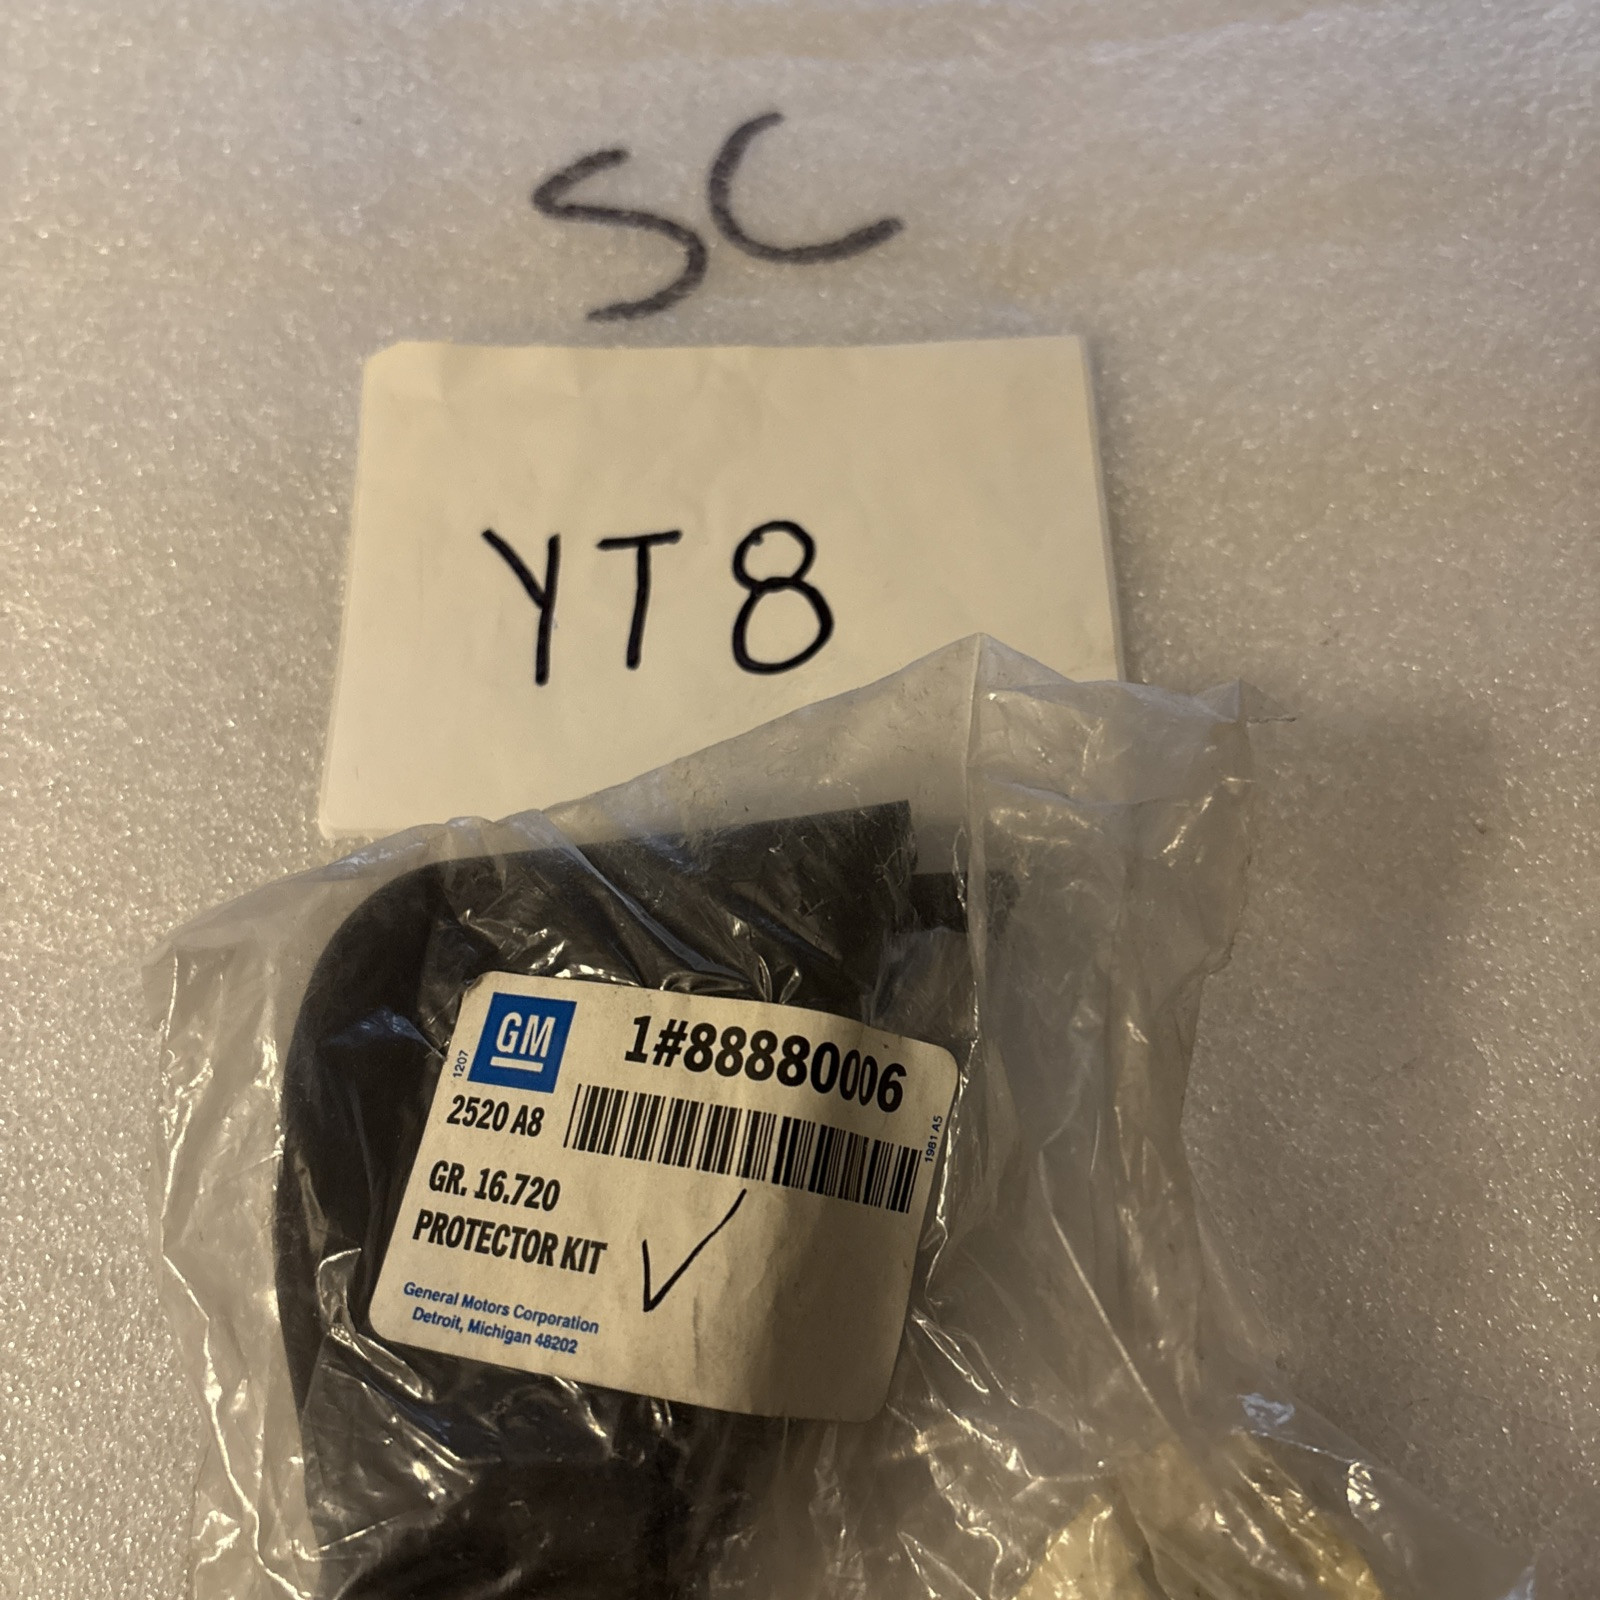 SC
YT8
GM
1#88880006
1207
2520 A8
1981 A5
GR. 16.720
PROTECTOR KIT
General Motors Corporation
Detroit, Michigan 48202